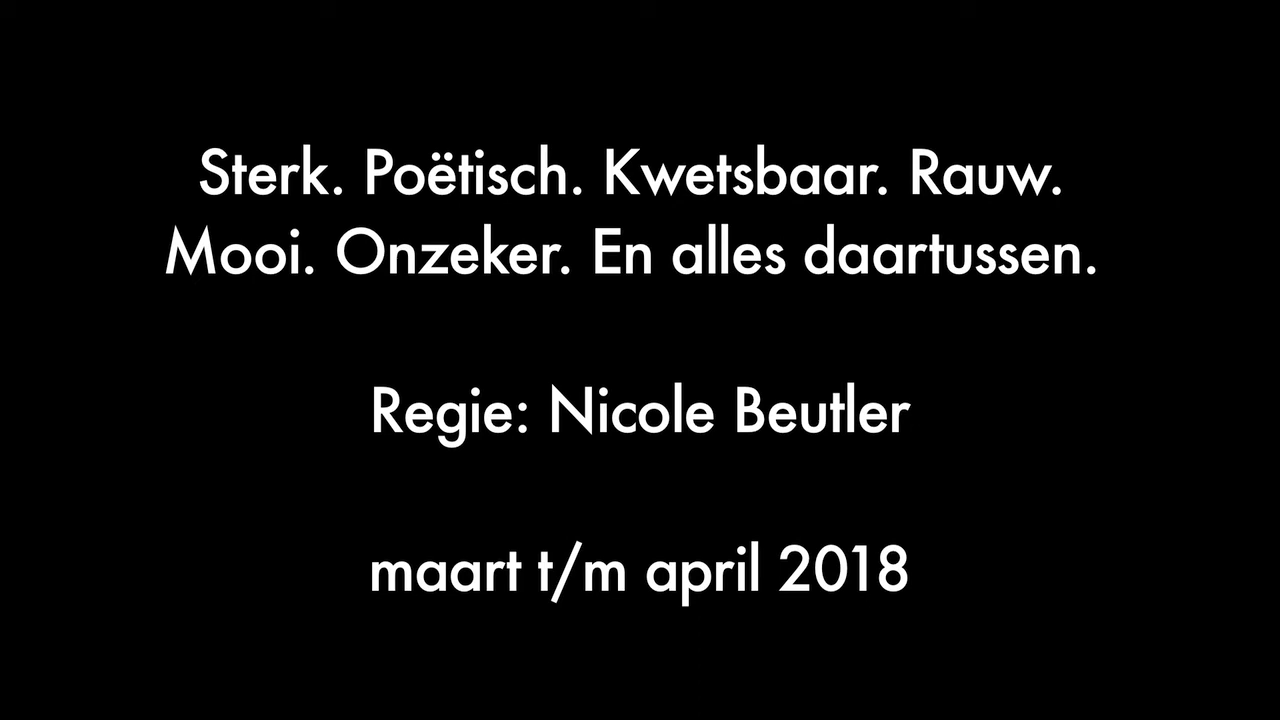 Sterk. Poëtisch. Kwetsbaar. Rauw.
Mooi. Onzeker. En alles daartussen.
Regie: Nicole Beutler
maart t/m april 2018